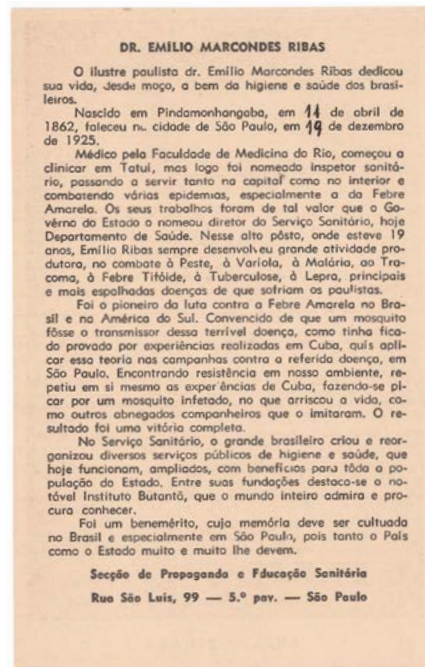 DR. EMÍLIO MARCONDES RIBAS
O ilustre paulista dr. Emílio Marcondes Ribas dedicou
sua vida, desde moço, a bem da higiene e saúde dos brasi-
leiros.
Nascido em Pindamonhangaba, em 11 de abril de
1862, faleceu na cidade de São Paulo, em 19 de dezembro
de 1925.
Médico pela Faculdade de Medicina do Rio, começou a
clinicar em Tatuí, mas logo foi nomeado inspetor sanitá-
rio, passando a servir tanto na capital como no interior e
combatendo várias epidemias, especialmente a da Febre
Amarela. Os seus trabalhos foram de tal valor que o Go-
vêrno do Estado o nomeou diretor do Serviço Sanitário, hoje
Departamento de Saúde. Nesse alto pôsto, onde esteve 19
anos, Emílio Ribas sempre desenvolveu grande atividade pro-
dutora, no combate à Peste, à Varíola, à Malária, ao Tra-
coma, à Febre Tifóide, à Tuberculose, à Lepra, principais
e mais espalhadas doenças de que sofriam os paulistas.
Foi o pioneiro da luta contra a Febre Amarela no Bra-
sil e na América do Sul. Convencido de que um mosquito
fôsse o transmissor dessa terrível doença, como tinha fica-
do provado por experiências realizadas em Cuba, quis apli-
car essa teoria nas campanhas contra a referida doença, em
São Paulo. Encontrando resistência em nosso ambiente, re-
petiu em si mesmo as experiências de Cuba, fazendo-se pi-
car por um mosquito infetado, no que arriscou a vida, co-
mo outros abnegados companheiros que o imitaram. O re-
sultado foi uma vitória completa.
No Serviço Sanitário, o grande brasileiro criou e reor-
ganizou diversos serviços públicos de higiene e saúde, que
hoje funcionam, ampliados, com benefícios para tôda a po-
pulação do Estado. Entre suas fundações destaca-se o no-
tável Instituto Butantã, que o mundo inteiro admira e pro-
cura conhecer.
Foi um benemérito, cuja memória deve ser cultuada
no Brasil e especialmente em São Paulo, pois tanto o País
como o Estado muito e muito lhe devem.
Secção de Propaganda e Educação Sanitária
Rua São Luis, 99 — 5.º pav. — São Paulo